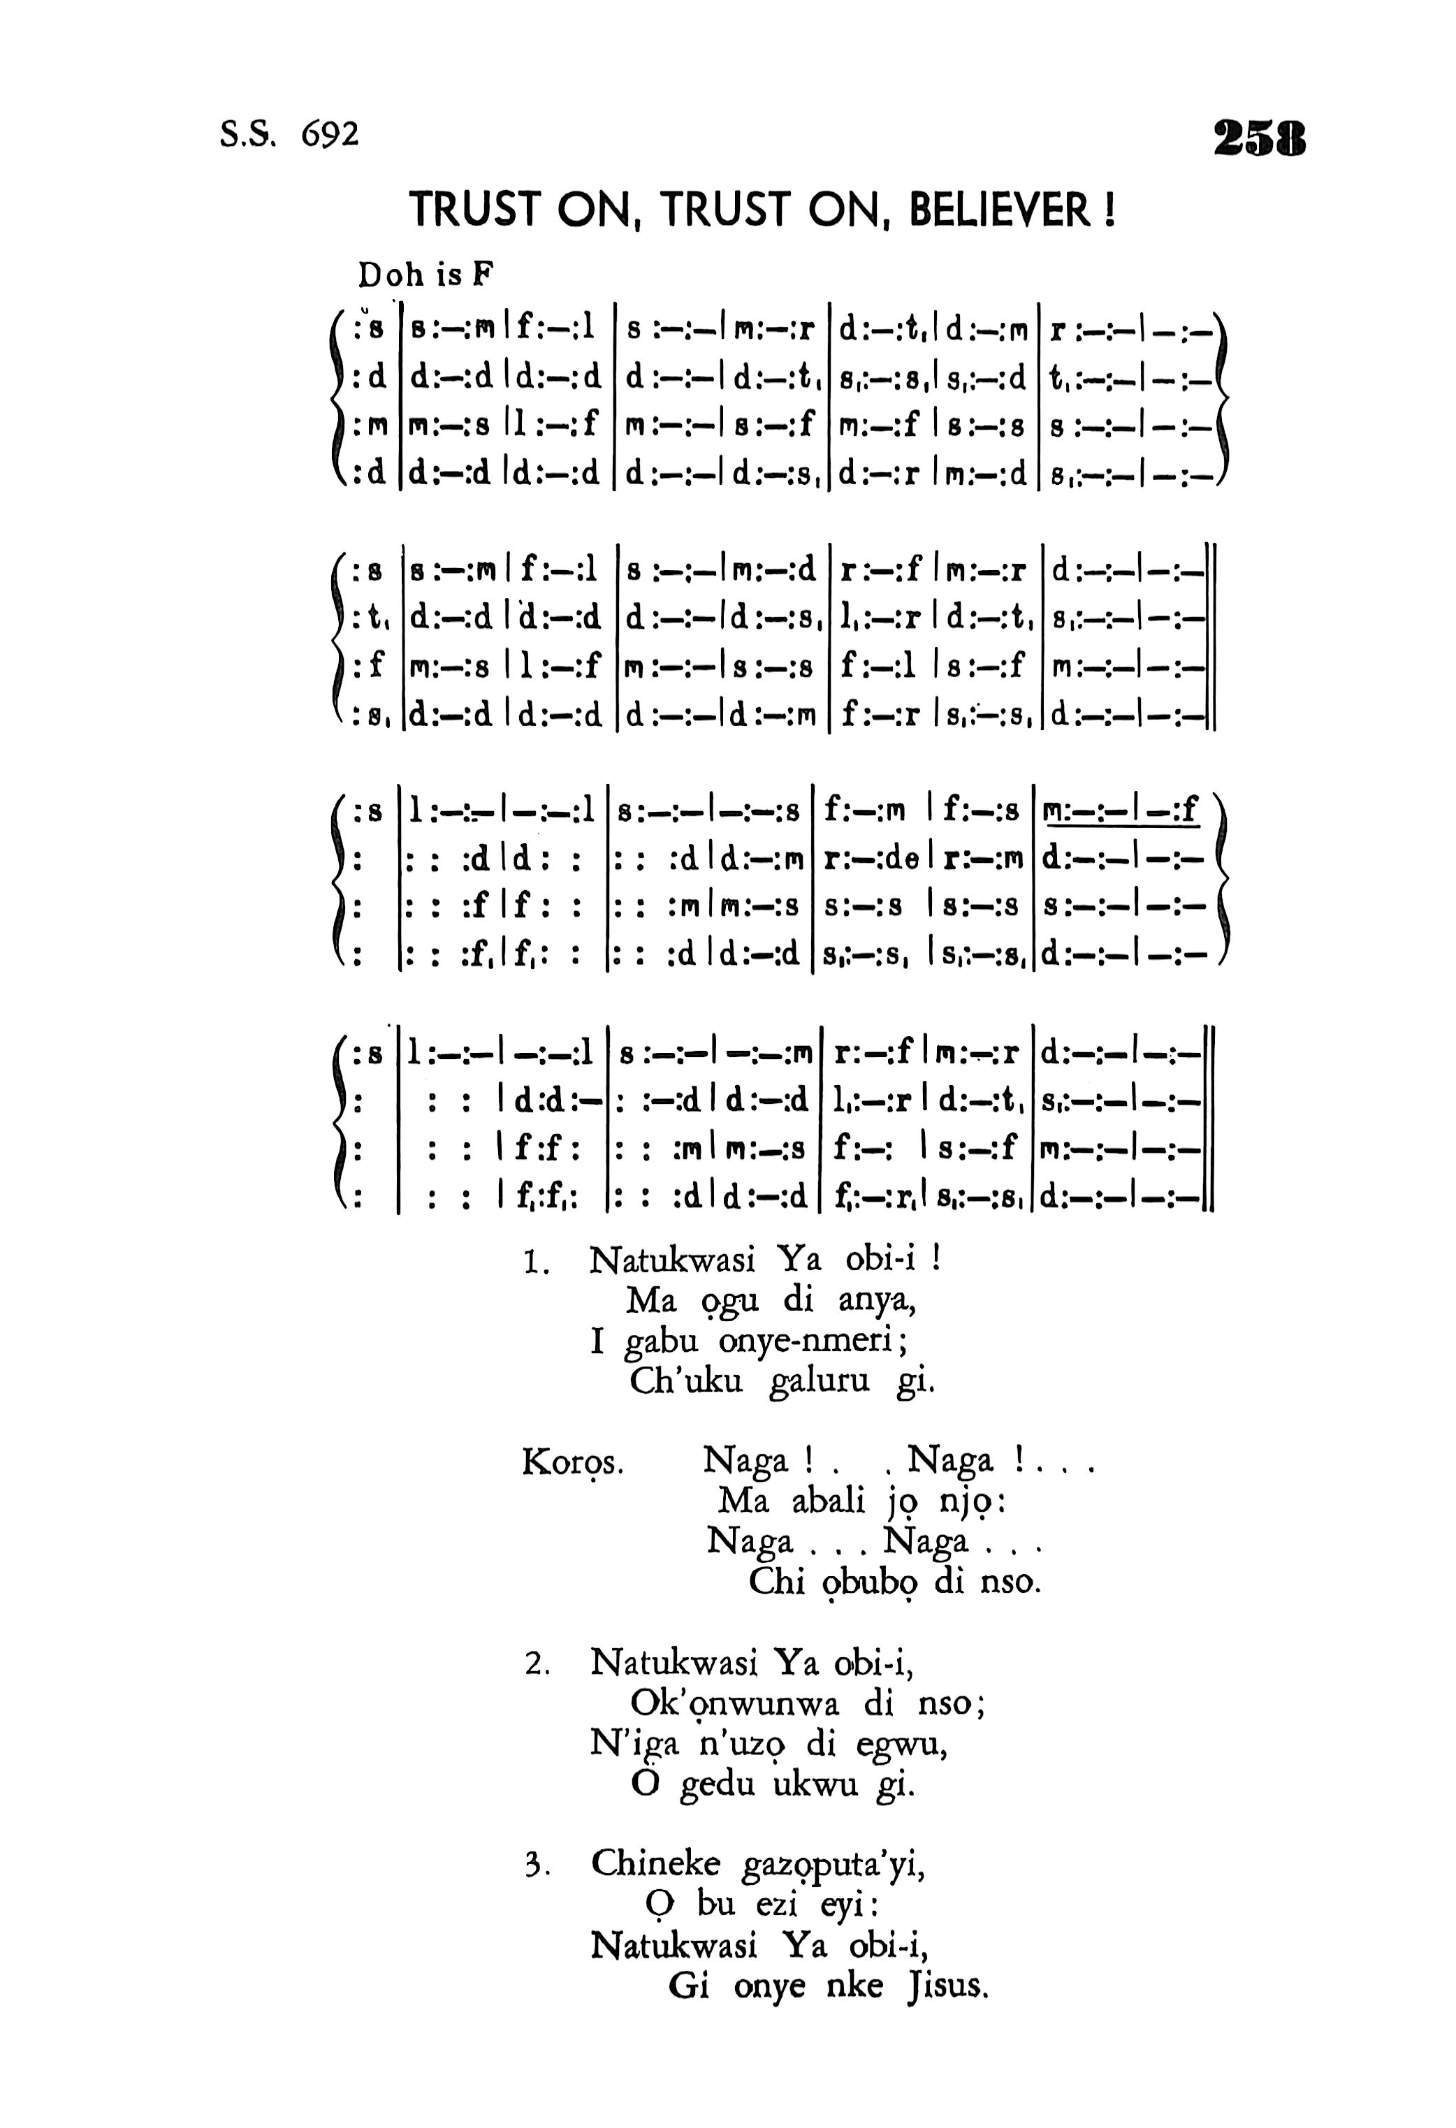 S.S. 692 258
TRUST ON, TRUST ON, BELIEVER !
Doh is F
:s |s:—:m|f:—:l |s :—:—|m:—:r |d:—:t,|d:—:m |r :—:—|—:—
:d |d:—:d|d:—:d |d :—:—|d:—:t, |s,:—:s,|s,:—:d |t,:—:—|—:—
:m |m:—:s|l :—:f |m:—:—|s:—:f |m:—:f|s:—:s |s :—:—|—:—
:d |d:—:d|d:—:d |d :—:—|d:—:s, |d:—:r|m:—:d |s,:—:—|—:—
:s |s :—:m|f:—:l |s :—:—|m:—:d |r:—:f|m:—:r |d:—:—|—:—||
:t, |d:—:d|d:—:d |d:—:—|d:—:s, |l,:—:r|d:—:t, |s,:—:—|—:—||
:f |m:—:s|l:—:f |m:—:—|s:—:s |f:—:l|s:—:f |m:—:—|—:—||
:s, |d:—:d|d:—:d |d:—:—|d:—:m |f:—:r|s,:—:s, |d:—:—|—:—||
:s |l:—:—|—:—:l |s:—:—|—:—:s |f:—:m|f:—:s |m:—:—|—:f
: |: : :d|d: : |: : :d|d:—:m |r:—:de|r:—:m |d:—:—|—:—
: |: : :f|f: : |: : :m|m:—:s |s:—:s|s:—:s |s:—:—|—:—
: |: : :f,|f,: : |: : :d|d:—:d |s,:—:s,|s,:—:s, |d:—:—|—:—
:s |l:—:—|—:—:l |s:—:—|—:—:m |r:—:f|m:—:r |d:—:—|—:—||
: | : : |d:d:— |: :—:d|d:—:d |l,:—:r|d:—:t, |s,:—:—|—:—||
: | : : |f:f: |: : :m|m:—:s |f:—: |s:—:f |m:—:—|—:—||
: | : : |f,:f,: |: : :d|d:—:d |f,:—:r,|s,:—:s, |d:—:—|—:—||
1. Natukwasi Ya obi-i !
Ma ọgu di anya,
I gabu onye-nmeri;
Ch'uku galuru gi.
Korọs. Naga ! . . Naga ! . . .
Ma abali jọ njọ:
Naga . . . Naga . . .
Chi ọbubọ di nso.
2. Natukwasi Ya obi-i,
Ok'ọnwunwa di nso;
N'iga n'uzọ di egwu,
O gedu ukwu gi.
3. Chineke gazọputa'yi,
Ọ bu ezi eyi:
Natukwasi Ya obi-i,
Gi onye nke Jisus.